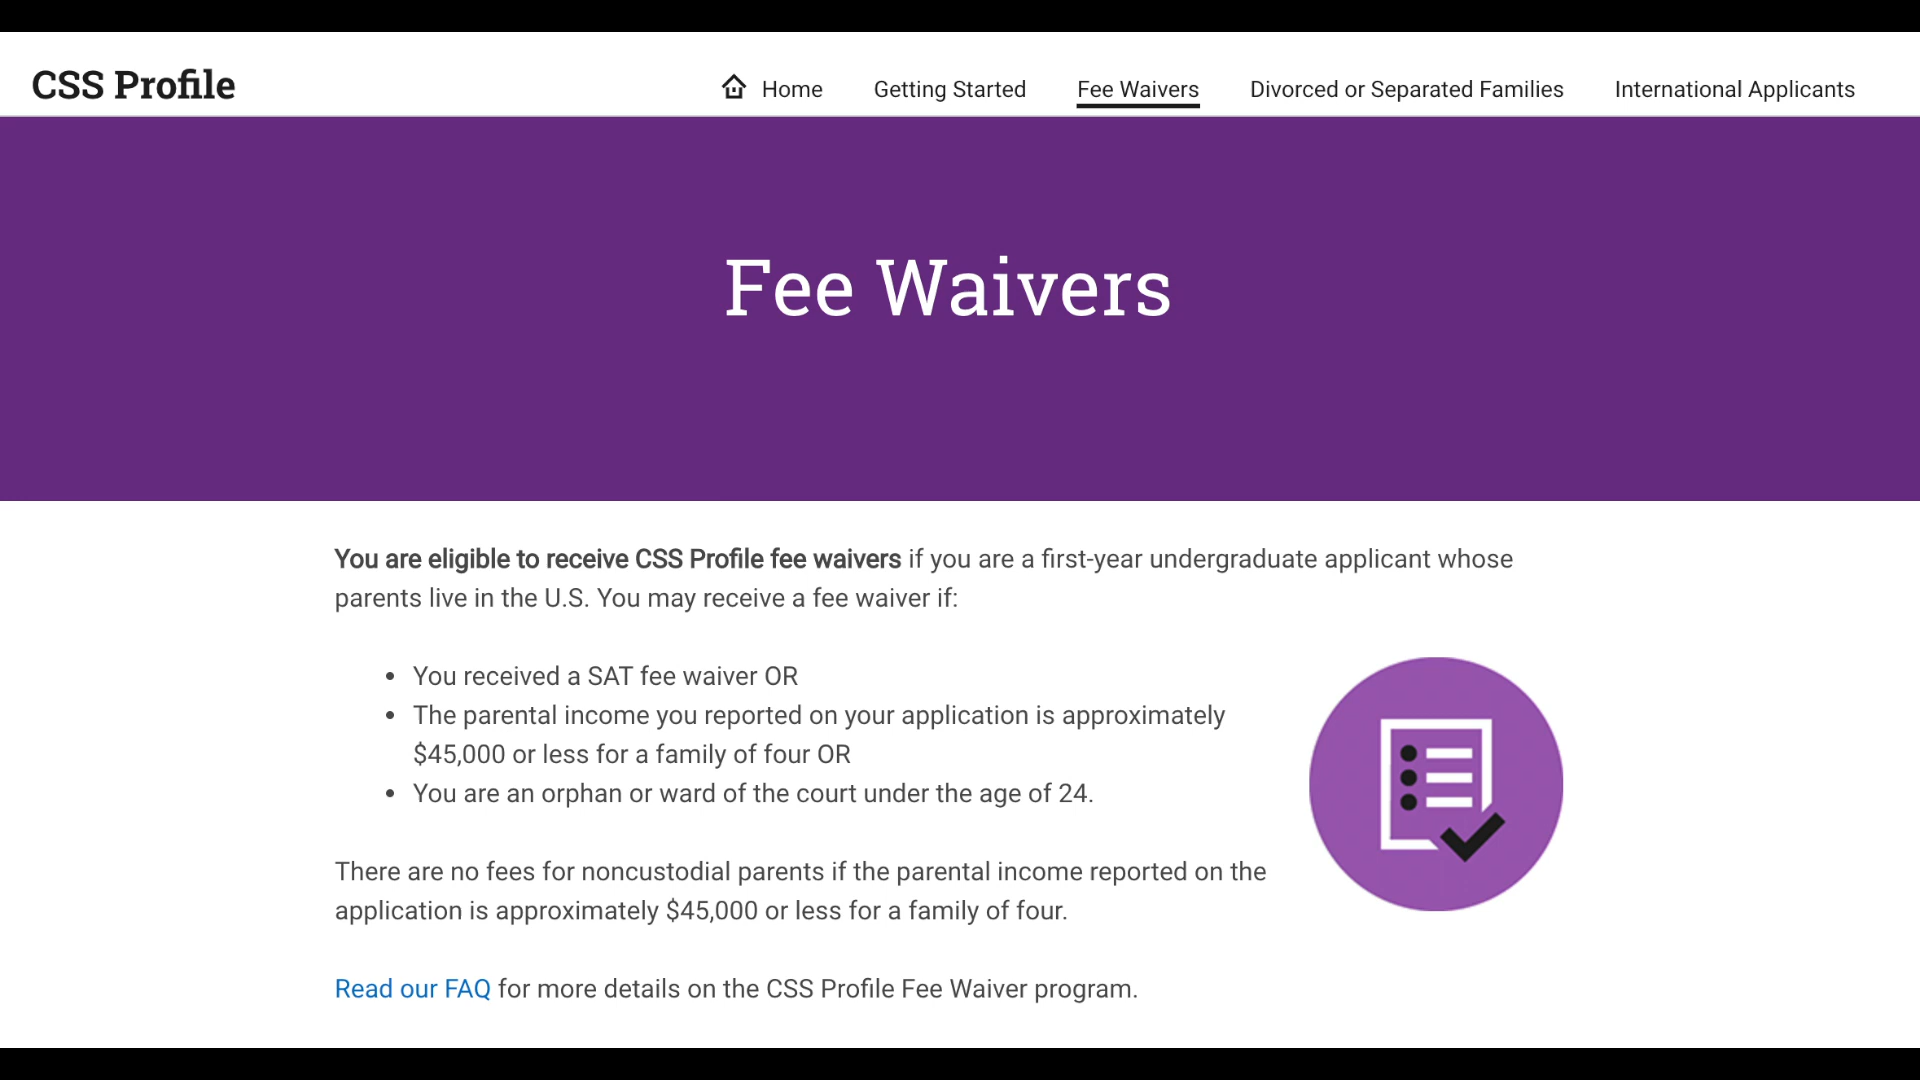 CSS Profile
Home
Getting Started
Fee Waivers
Divorced or Separated Families
International Applicants
Fee Waivers
You are eligible to receive CSS Profile fee waivers if you are a first-year undergraduate applicant whose
parents live in the U.S. You may receive a fee waiver if:
• You received a SAT fee waiver OR
• The parental income you reported on your application is approximately
$45,000 or less for a family of four OR
• You are an orphan or ward of the court under the age of 24.
There are no fees for noncustodial parents if the parental income reported on the
application is approximately $45,000 or less for a family of four.
Read our FAQ for more details on the CSS Profile Fee Waiver program.